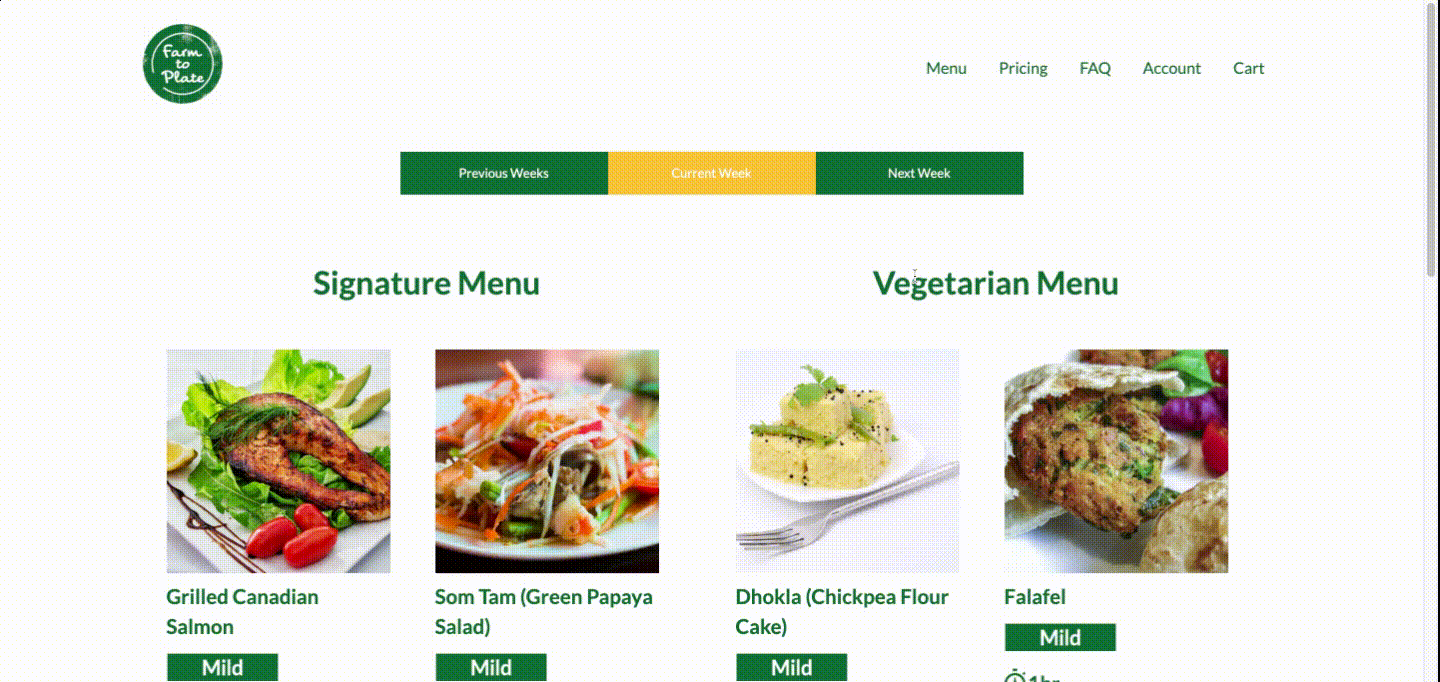 Farm
to
Plate
Menu Pricing FAQ Account Cart
Previous Weeks Current Week Next Week
Signature Menu
Vegetarian Menu
Grilled Canadian
Salmon
Mild
Som Tam (Green Papaya
Salad)
Mild
Dhokla (Chickpea Flour
Cake)
Mild
Falafel
Mild
1hr